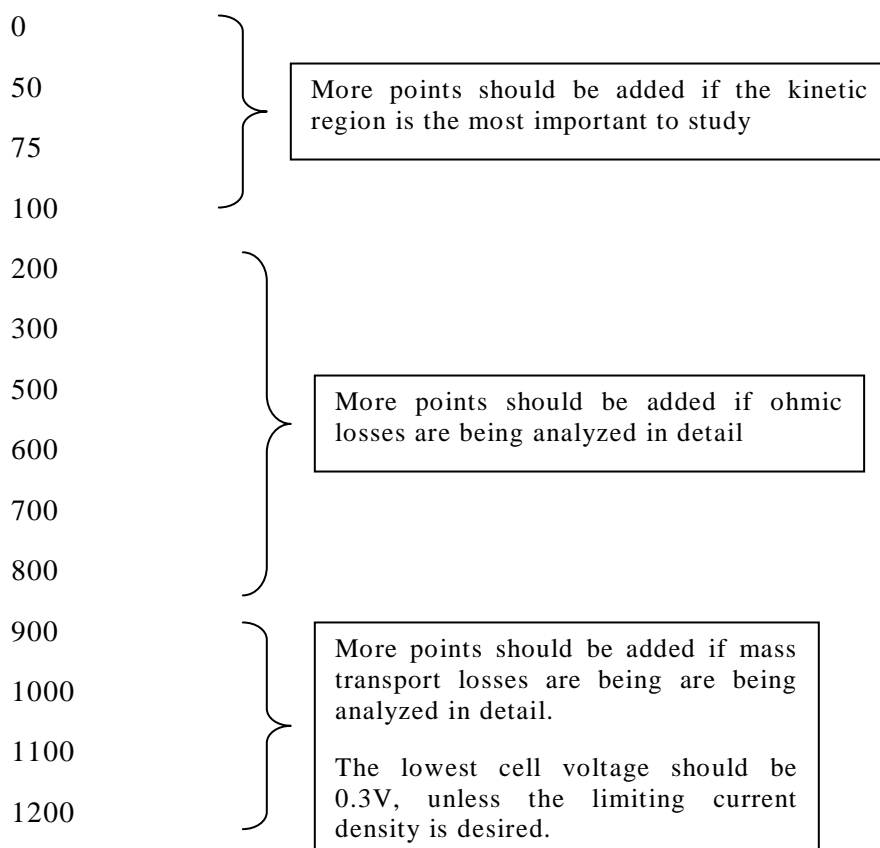 0
50
75
100
More points should be added if the kinetic
region is the most important to study
200
300
500
600
700
800
More points should be added if ohmic
losses are being analyzed in detail
900
1000
1100
1200
More points should be added if mass
transport losses are being are being
analyzed in detail.
The lowest cell voltage should be
0.3V, unless the limiting current
density is desired.